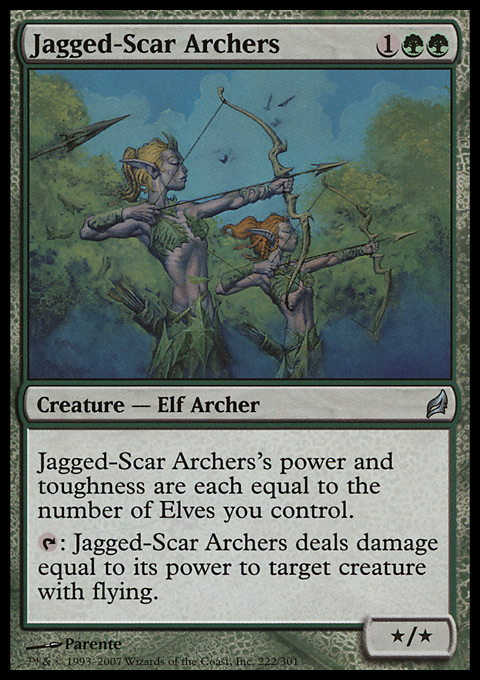 Jagged-Scar Archers 1
Creature — Elf Archer
Jagged-Scar Archers's power and
toughness are each equal to the
number of Elves you control.
: Jagged-Scar Archers deals damage
equal to its power to target creature
with flying.
★/★
Parente
™ & © 1993–2007 Wizards of the Coast, Inc. 222/301